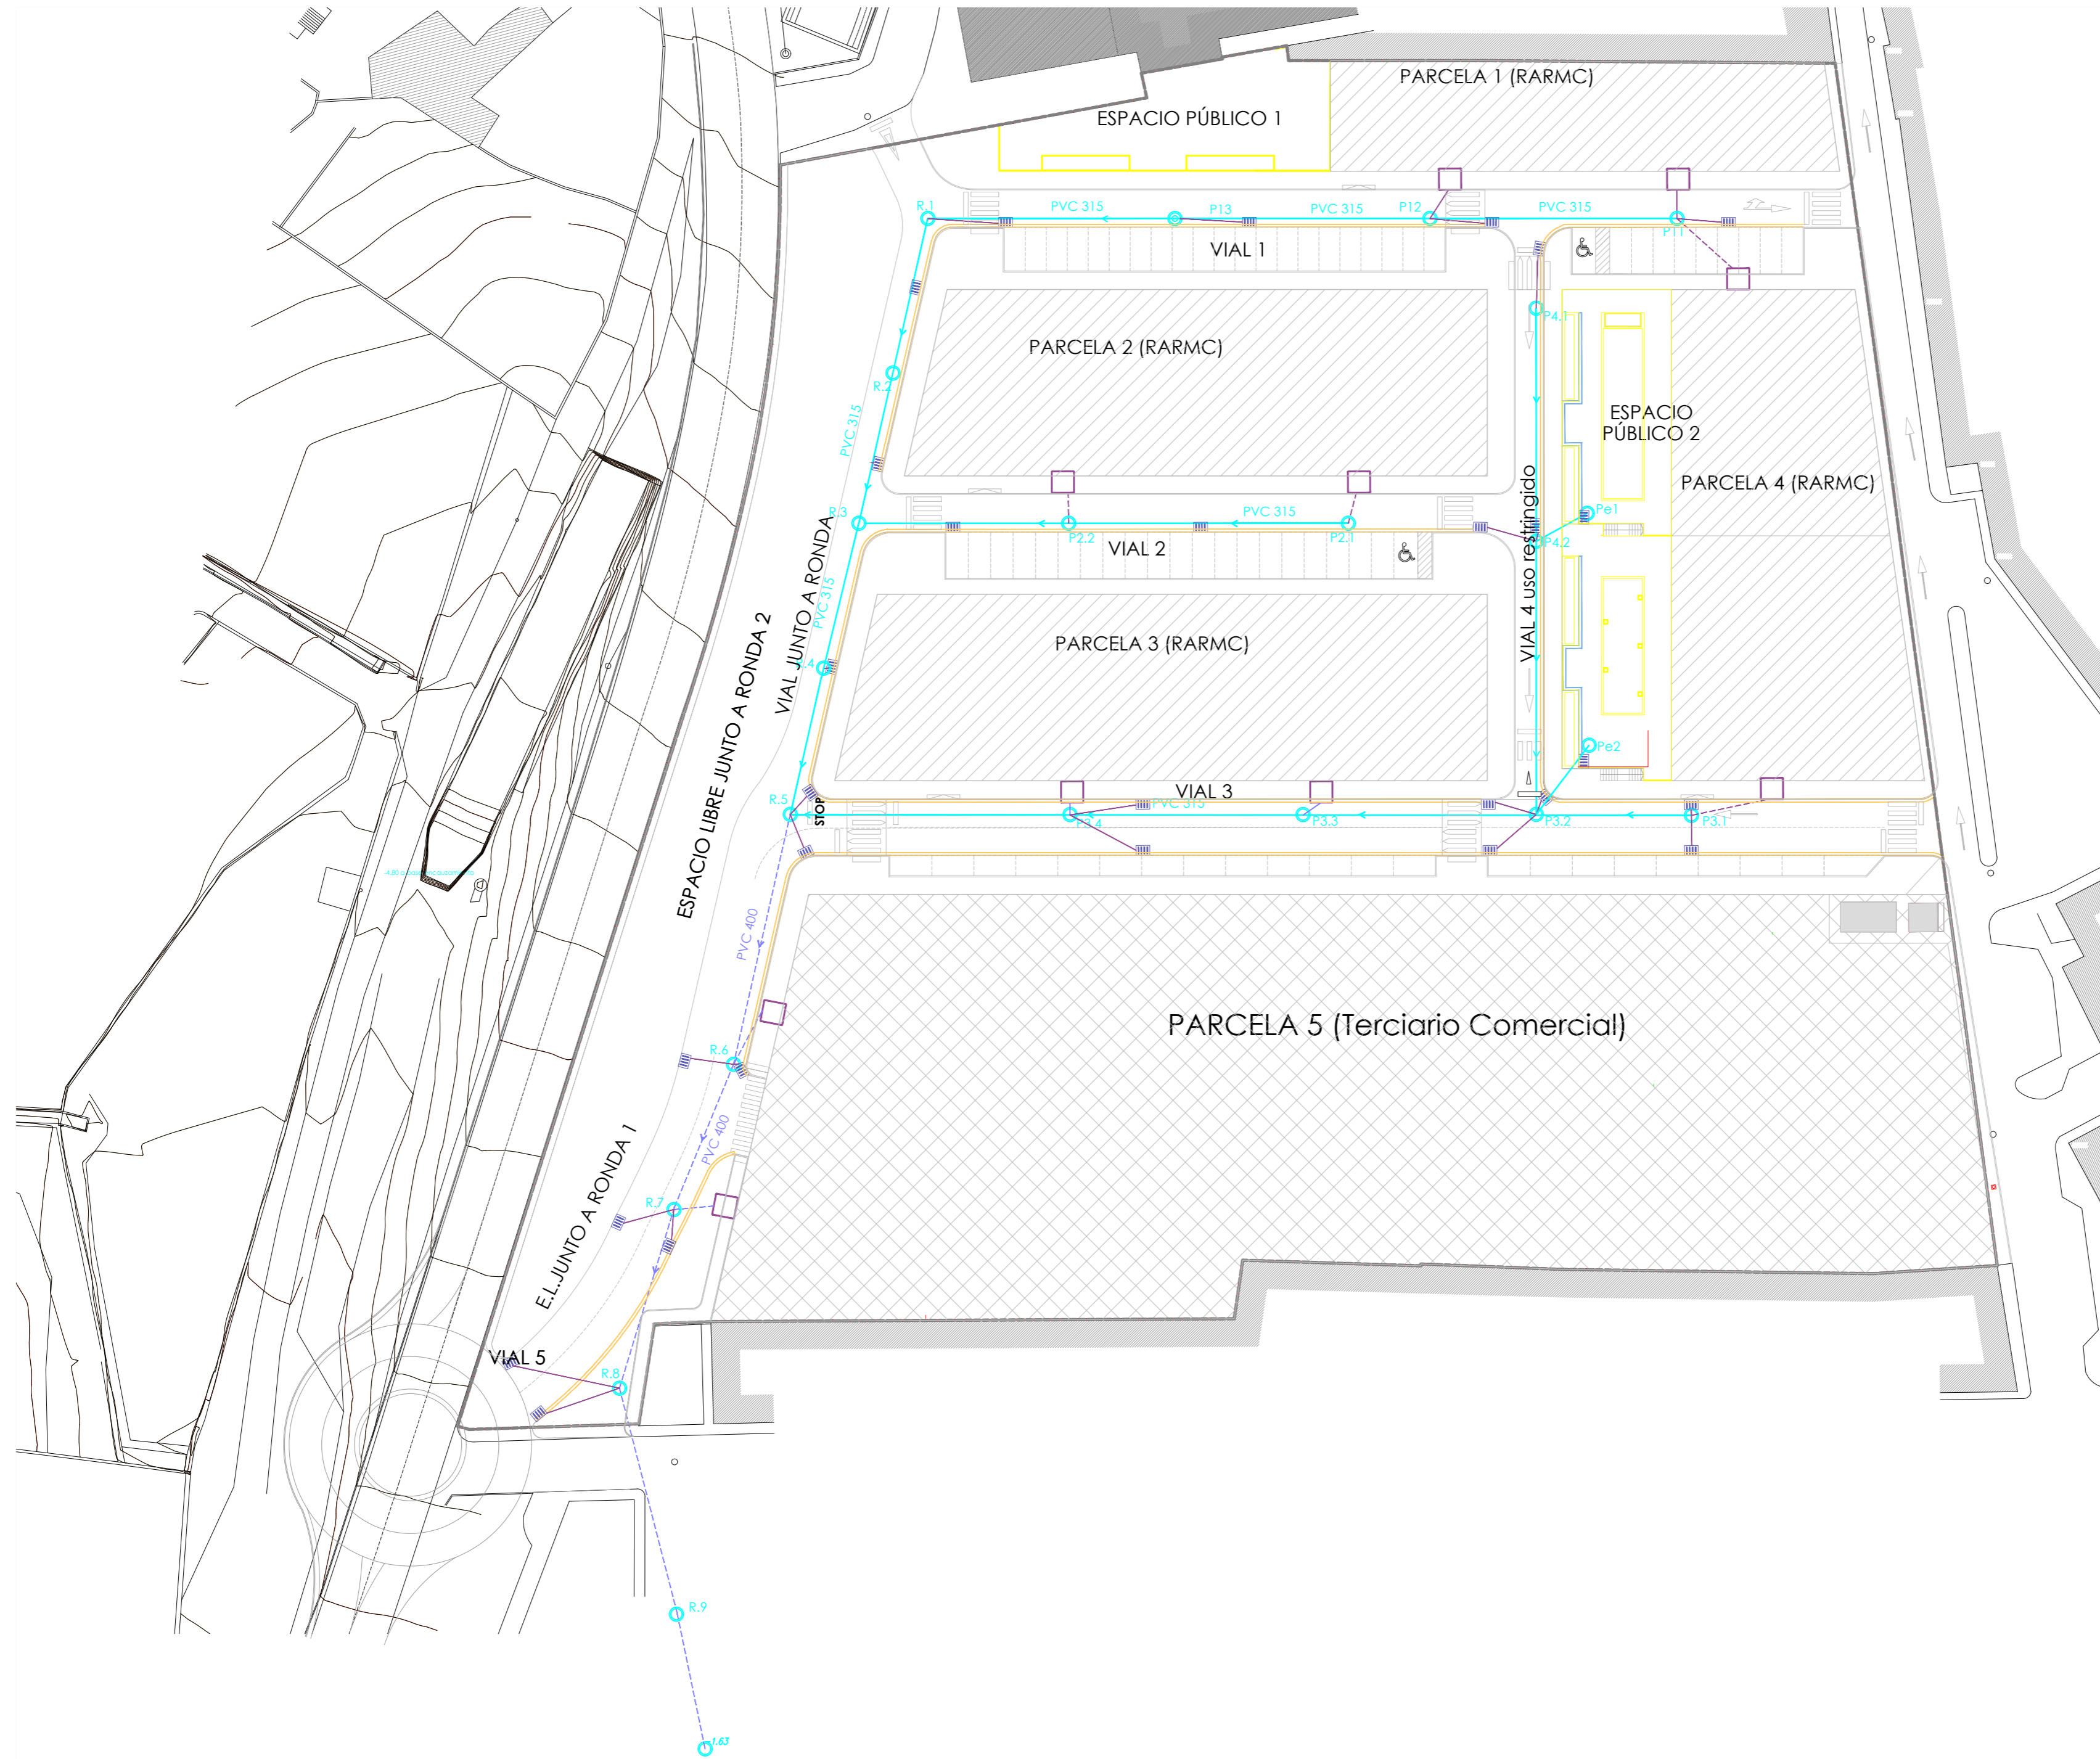 PARCELA 1 (RARMC)
ESPACIO PÚBLICO 1
R.1
PVC 315
P13
PVC 315
P12
PVC 315
P11
VIAL 1
P4.1
PARCELA 2 (RARMC)
R.2
PVC 315
ESPACIO
PÚBLICO 2
PARCELA 4 (RARMC)
VIAL 4 uso restringido
R.3
PVC 315
Pe1
P2.2
P2.1
P4.2
VIAL 2
VIAL JUNTO A RONDA
PVC 315
ESPACIO LIBRE JUNTO A RONDA 2
PARCELA 3 (RARMC)
R.4
Pe2
VIAL 3
R.5
STOP
PVC 315
P3.4
P3.3
P3.2
P3.1
PVC 400
PARCELA 5 (Terciario Comercial)
R.6
PVC 400
E.L.JUNTO A RONDA 1
R.7
VIAL 5
R.8
R.9